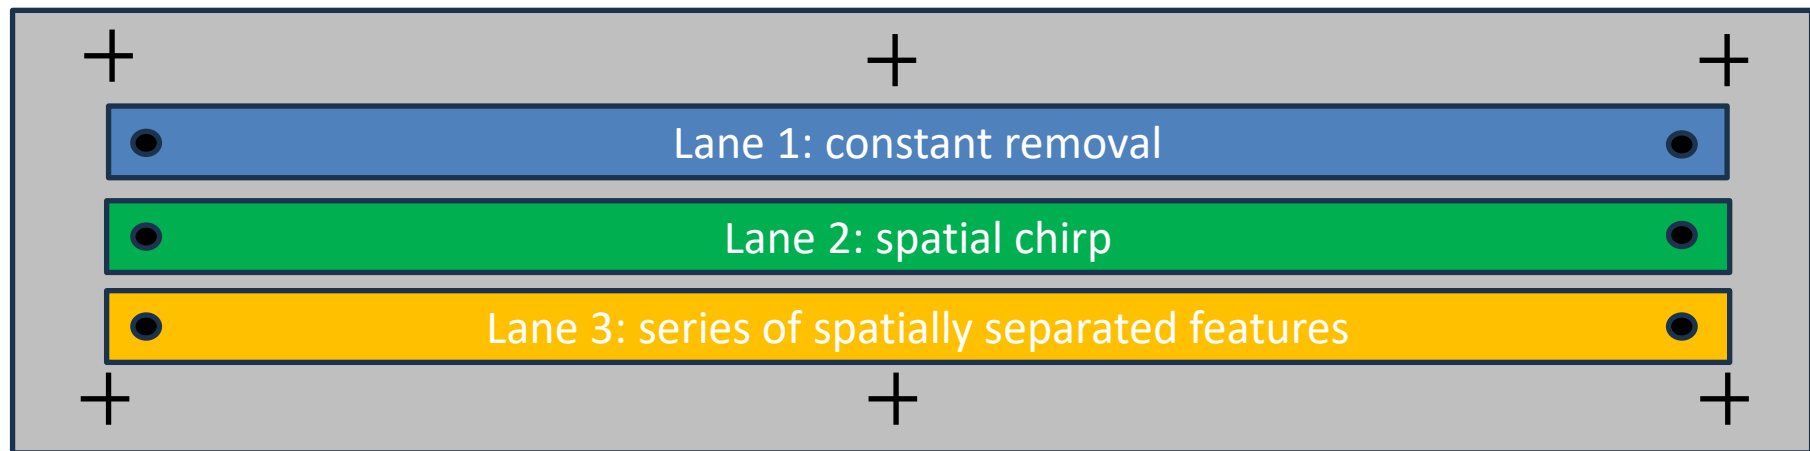 Lane 1: constant removal
Lane 2: spatial chirp
Lane 3: series of spatially separated features